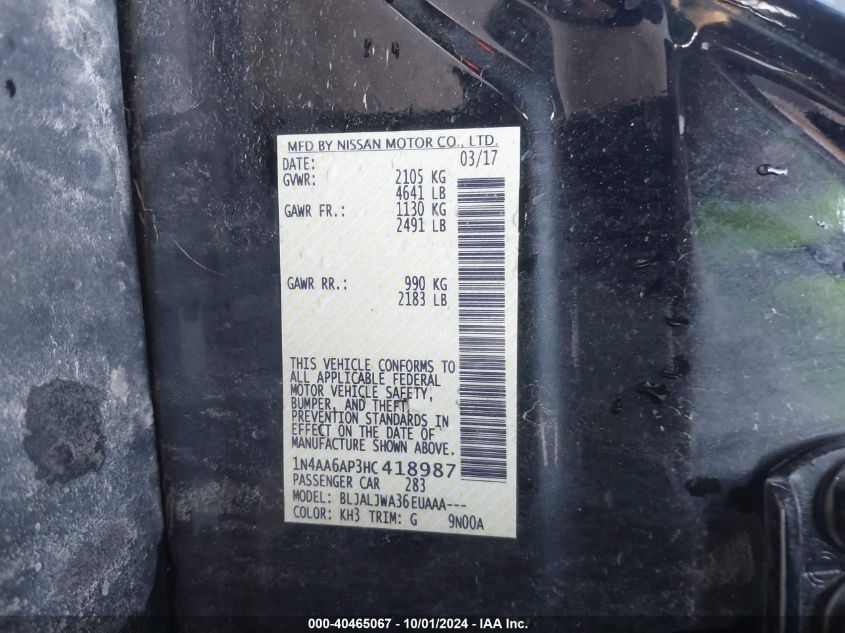 MFD BY NISSAN MOTOR CO., LTD.
DATE: 03/17
GVWR: 2105 KG
4641 LB
GAWR FR.: 1130 KG
2491 LB
GAWR RR.: 990 KG
2183 LB
THIS VEHICLE CONFORMS TO
ALL APPLICABLE FEDERAL
MOTOR VEHICLE SAFETY,
BUMPER, AND THEFT
PREVENTION STANDARDS IN
EFFECT ON THE DATE OF
MANUFACTURE SHOWN ABOVE.
1N4AA6AP3HC418987
PASSENGER CAR 283
MODEL: BLJALJWA36EUAAA---
COLOR: KH3 TRIM: G 9N00A
000-40465067 - 10/01/2024 - IAA Inc.